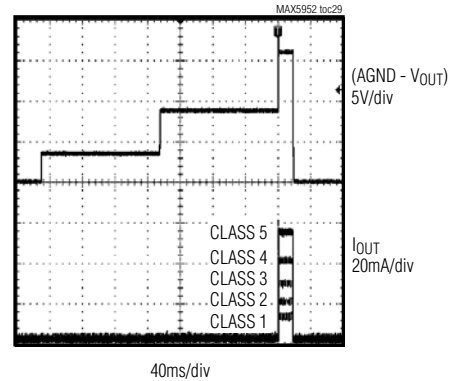 MAX5952 toc29
(AGND - VOUT)
5V/div
CLASS 5
CLASS 4
CLASS 3
CLASS 2
CLASS 1
IOUT
20mA/div
40ms/div